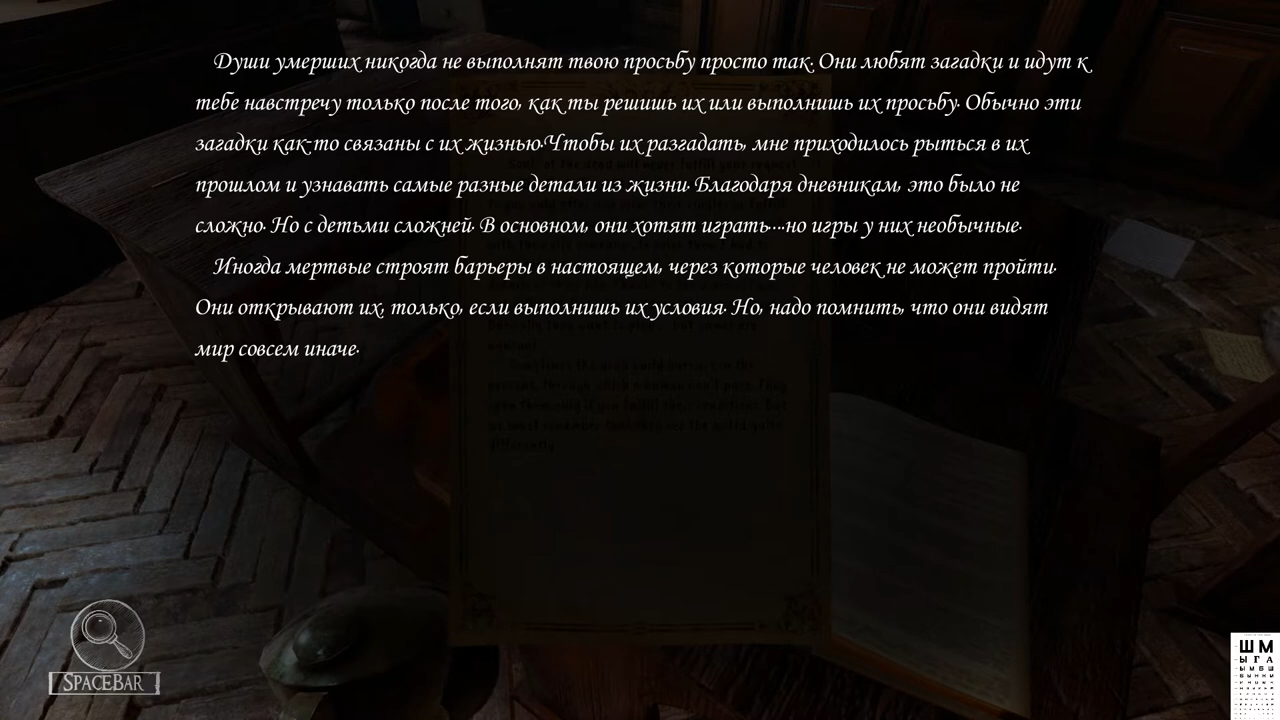 Души умерших никогда не выполнят твою просьбу просто так. Они любят загадки и идут к
тебе навстречу только после того, как ты решишь их или выполнишь их просьбу. Обычно эти
загадки как-то связаны с их жизнью.Чтобы их разгадать, мне приходилось рыться в их
прошлом и узнавать самые разные детали из жизни. Благодаря дневникам, это было не
сложно. Но с детьми сложней. В основном, они хотят играть...но игры у них необычные.
Иногда мертвые строят барьеры в настоящем, через которые человек не может пройти.
Они открывают их, только, если выполнишь их условия. Но, надо помнить, что они видят
мир совсем иначе.
SPACEBAR
Ш М
Ы Г А